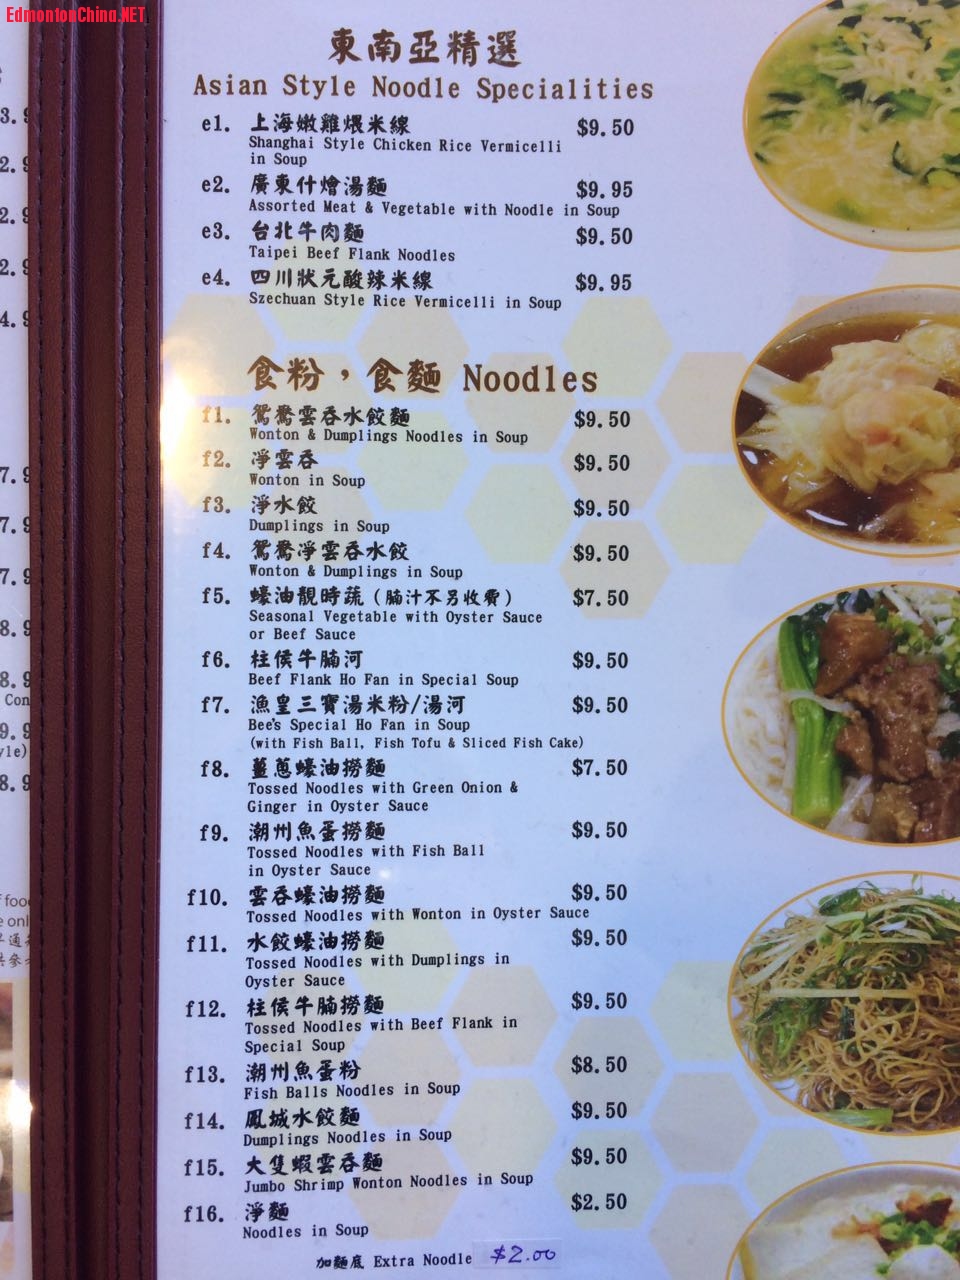 EdmontonChina.NET
東南亞精選
Asian Style Noodle Specialities
e1. 上海嫩雞煨米線 $9.50
Shanghai Style Chicken Rice Vermicelli
in Soup
e2. 廣東什燴湯麵 $9.95
Assorted Meat & Vegetable with Noodle in Soup
e3. 台北牛肉麵 $9.50
Taipei Beef Flank Noodles
e4. 四川狀元酸辣米線 $9.95
Szechuan Style Rice Vermicelli in Soup
食粉，食麵 Noodles
f1. 鴛鴦雲吞水餃麵 $9.50
Wonton & Dumplings Noodles in Soup
f2. 凈雲吞 $9.50
Wonton in Soup
f3. 淨水餃 $9.50
Dumplings in Soup
f4. 鴛鴦凈雲吞水餃 $9.50
Wonton & Dumplings in Soup
f5. 蠔油靚時蔬（腩汁不另收費） $7.50
Seasonal Vegetable with Oyster Sauce
or Beef Sauce
f6. 柱侯牛腩河 $9.50
Beef Flank Ho Fan in Special Soup
f7. 漁皇三寶湯米粉/湯河 $9.50
Bee's Special Ho Fan in Soup
(with Fish Ball, Fish Tofu & Sliced Fish Cake)
f8. 薑蔥蠔油撈麵 $7.50
Tossed Noodles with Green Onion &
Ginger in Oyster Sauce
f9. 潮州魚蛋撈麵 $9.50
Tossed Noodles with Fish Ball
in Oyster Sauce
f10. 雲吞蠔油撈麵 $9.50
Tossed Noodles with Wonton in Oyster Sauce
f11. 水餃蠔油撈麵 $9.50
Tossed Noodles with Dumplings in
Oyster Sauce
f12. 柱侯牛腩撈麵 $9.50
Tossed Noodles with Beef Flank in
Special Soup
f13. 潮州魚蛋粉 $8.50
Fish Balls Noodles in Soup
f14. 鳳城水餃麵 $9.50
Dumplings Noodles in Soup
f15. 大隻蝦雲吞麵 $9.50
Jumbo Shrimp Wonton Noodles in Soup
f16. 淨麵 $2.50
Noodles in Soup
加麵底 Extra Noodle $2.00